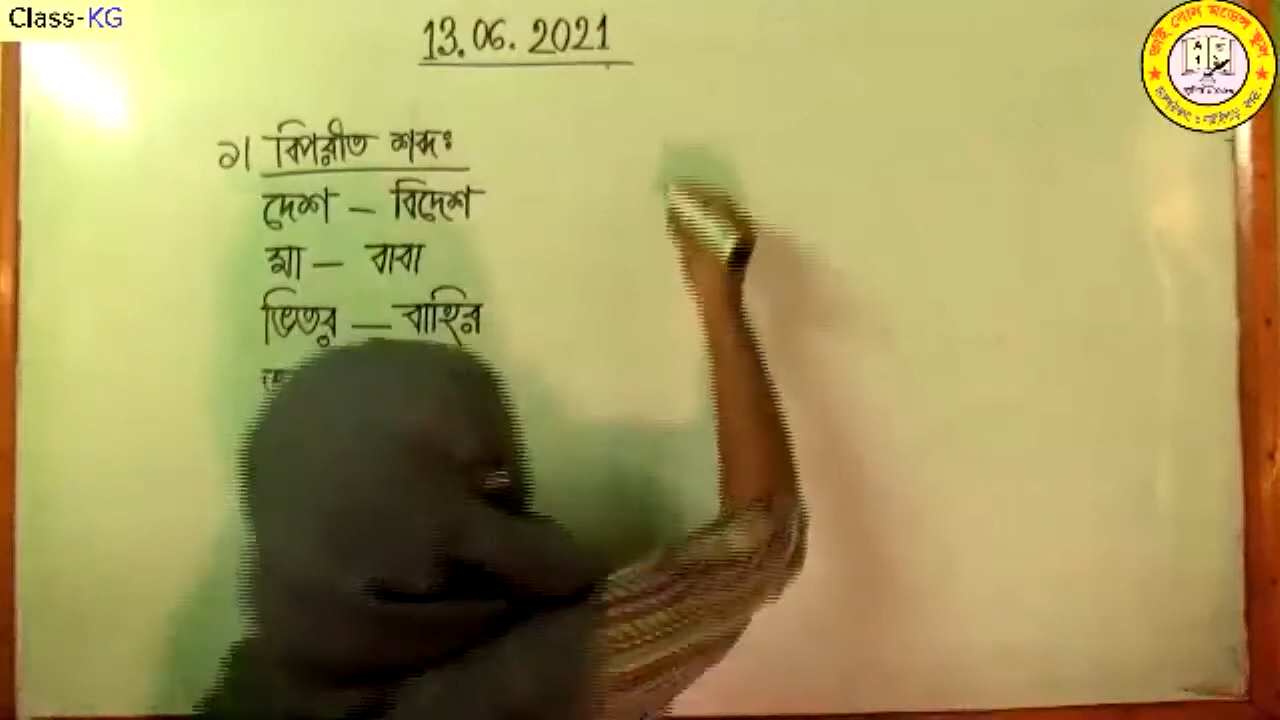 Class-KG
13.06.2021
১। বিপরীত শব্দঃ
দেশ – বিদেশ
মা – বাবা
ভিতর – বাহির